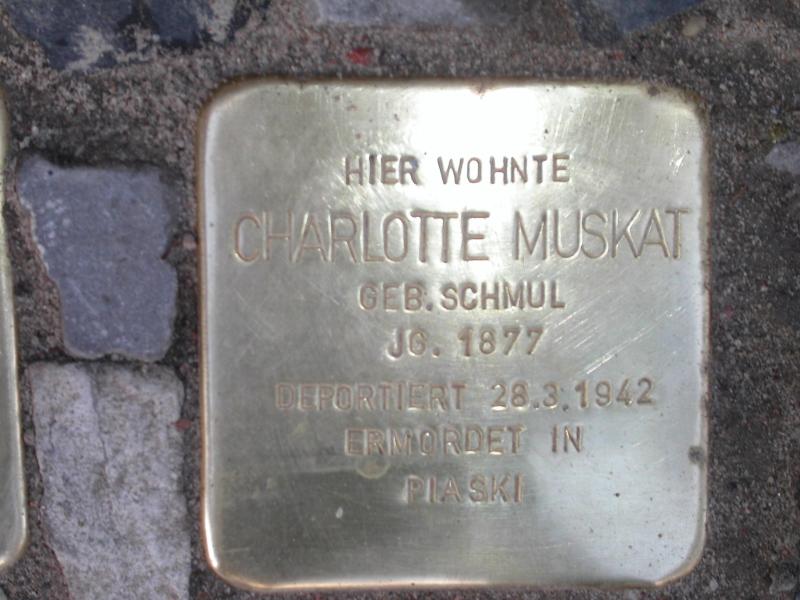 HIER WOHNTE
CHARLOTTE MUSKAT
GEB. SCHMUL
JG. 1877
DEPORTIERT 28.3.1942
ERMORDET IN
PIASKI